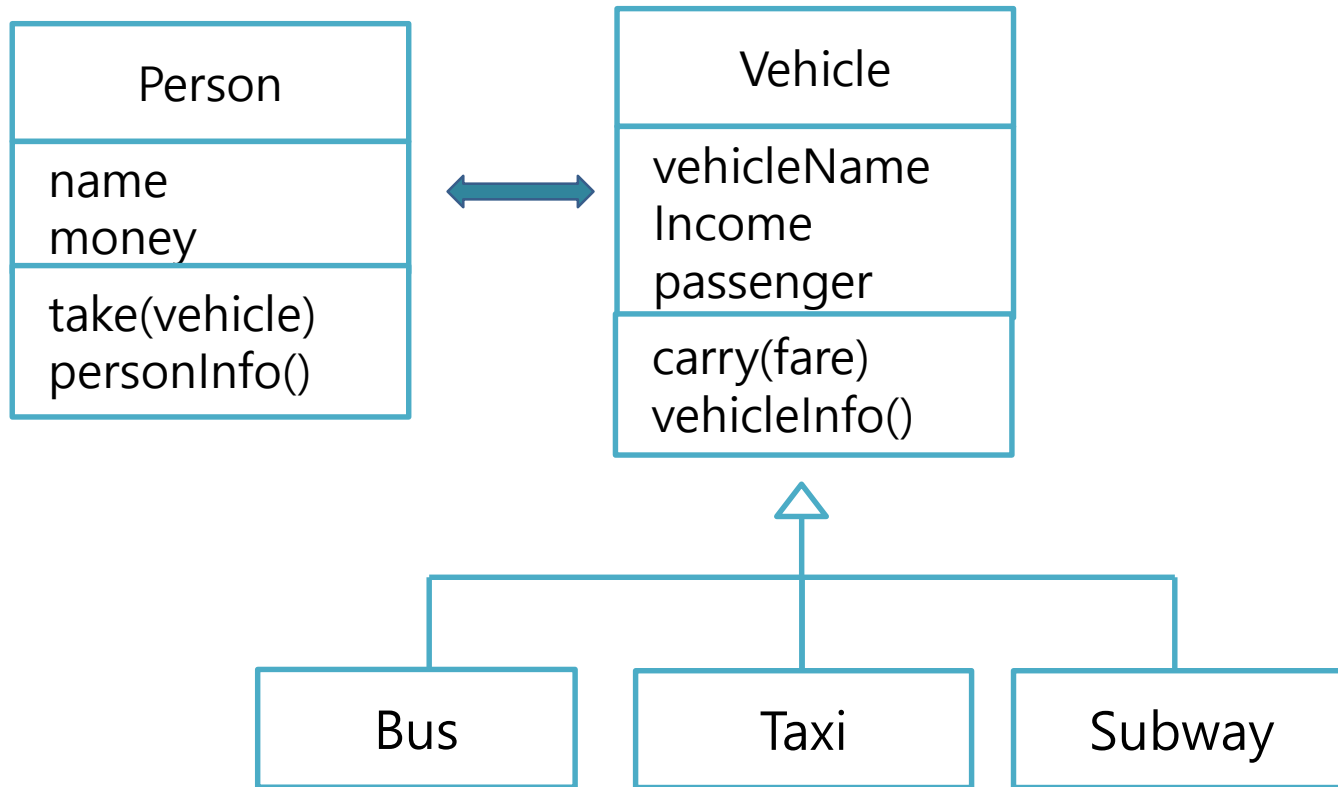 Person
name
money
take(vehicle)
personInfo()
Vehicle
vehicleName
Income
passenger
carry(fare)
vehicleInfo()
Bus
Taxi
Subway